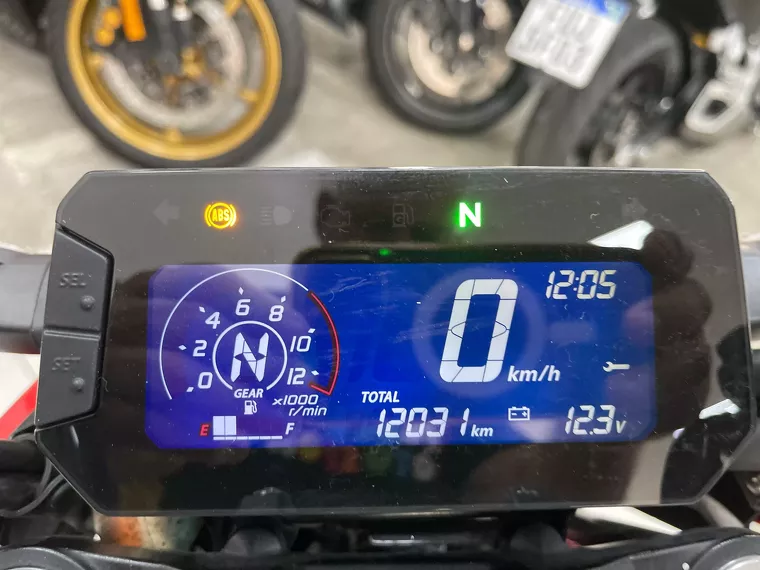 ABS
N
SEL
SET
12:05
0 km/h
0 2 4 6 8 10 12
N
GEAR
x1000
r/min
E F
TOTAL
12031 km
12.3 V